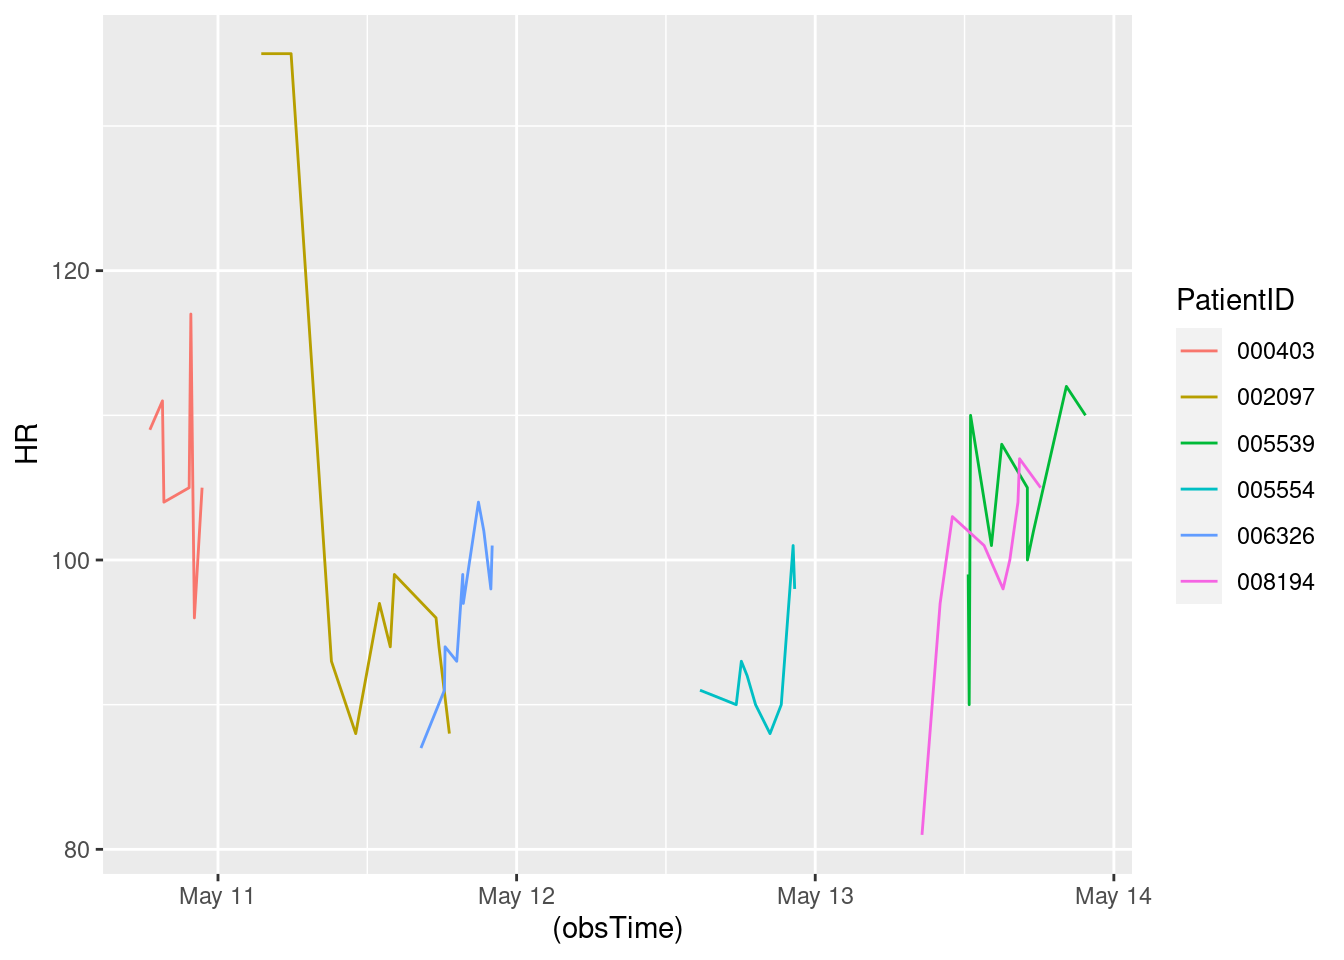 HR
120
100
80
May 11
May 12
May 13
May 14
(obsTime)
PatientID
000403
002097
005539
005554
006326
008194